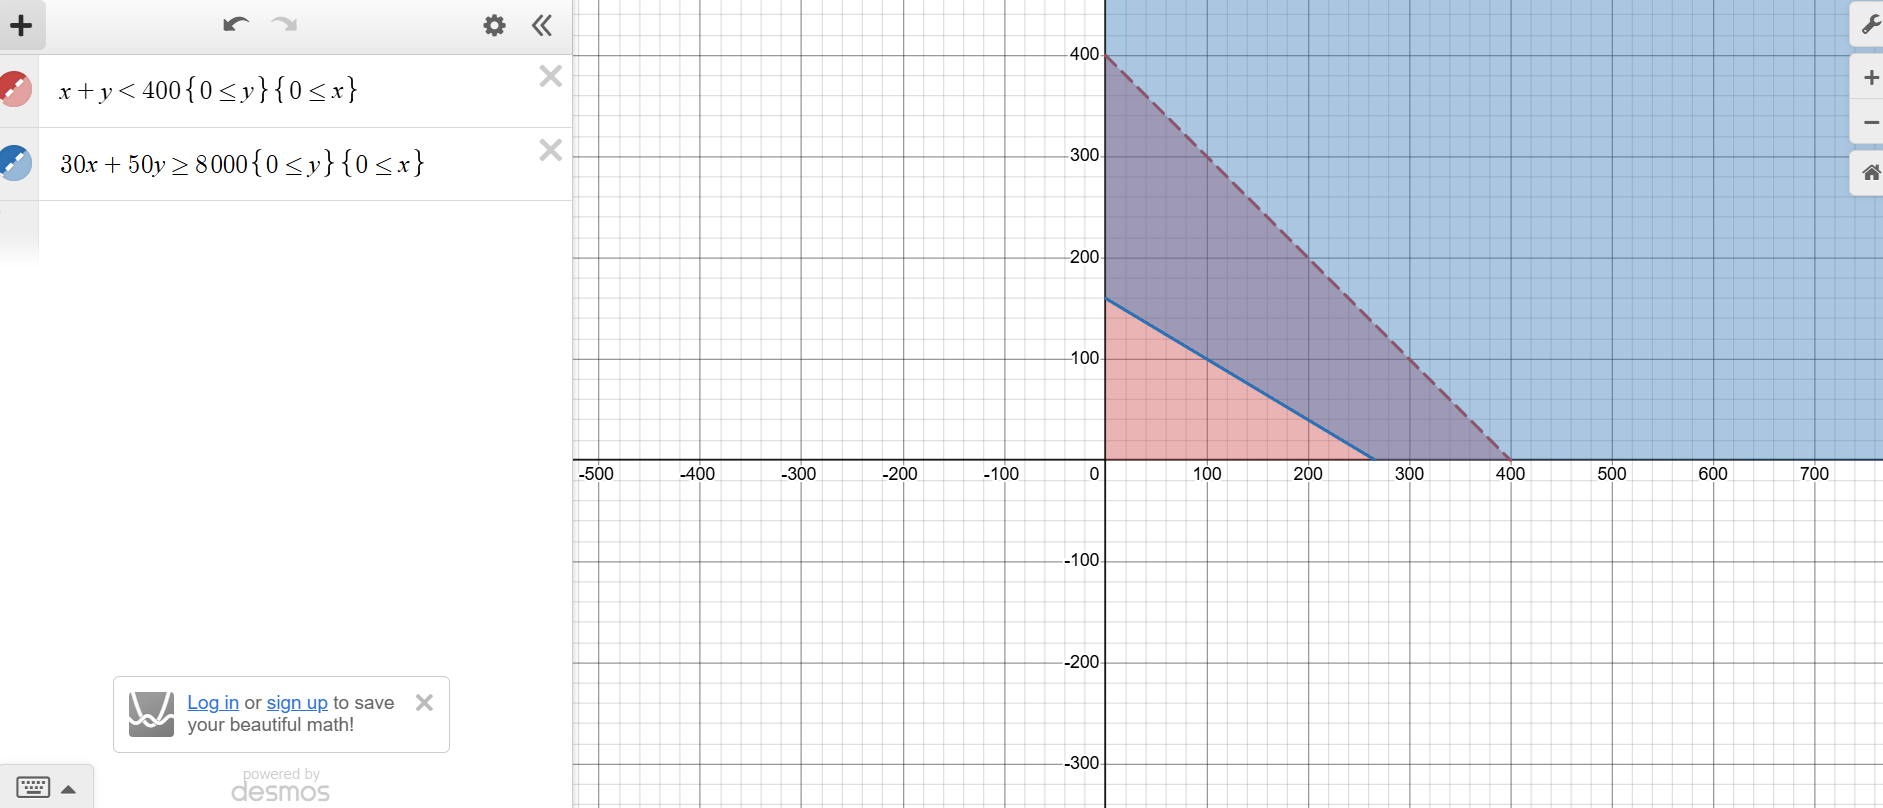 x + y < 400 {0 ≤ y} {0 ≤ x}
30x + 50y ≥ 8000 {0 ≤ y} {0 ≤ x}
Log in or sign up to save
your beautiful math!
powered by
desmos
400
300
200
100
-500 -400 -300 -200 -100 0 100 200 300 400 500 600 700
-100
-200
-300